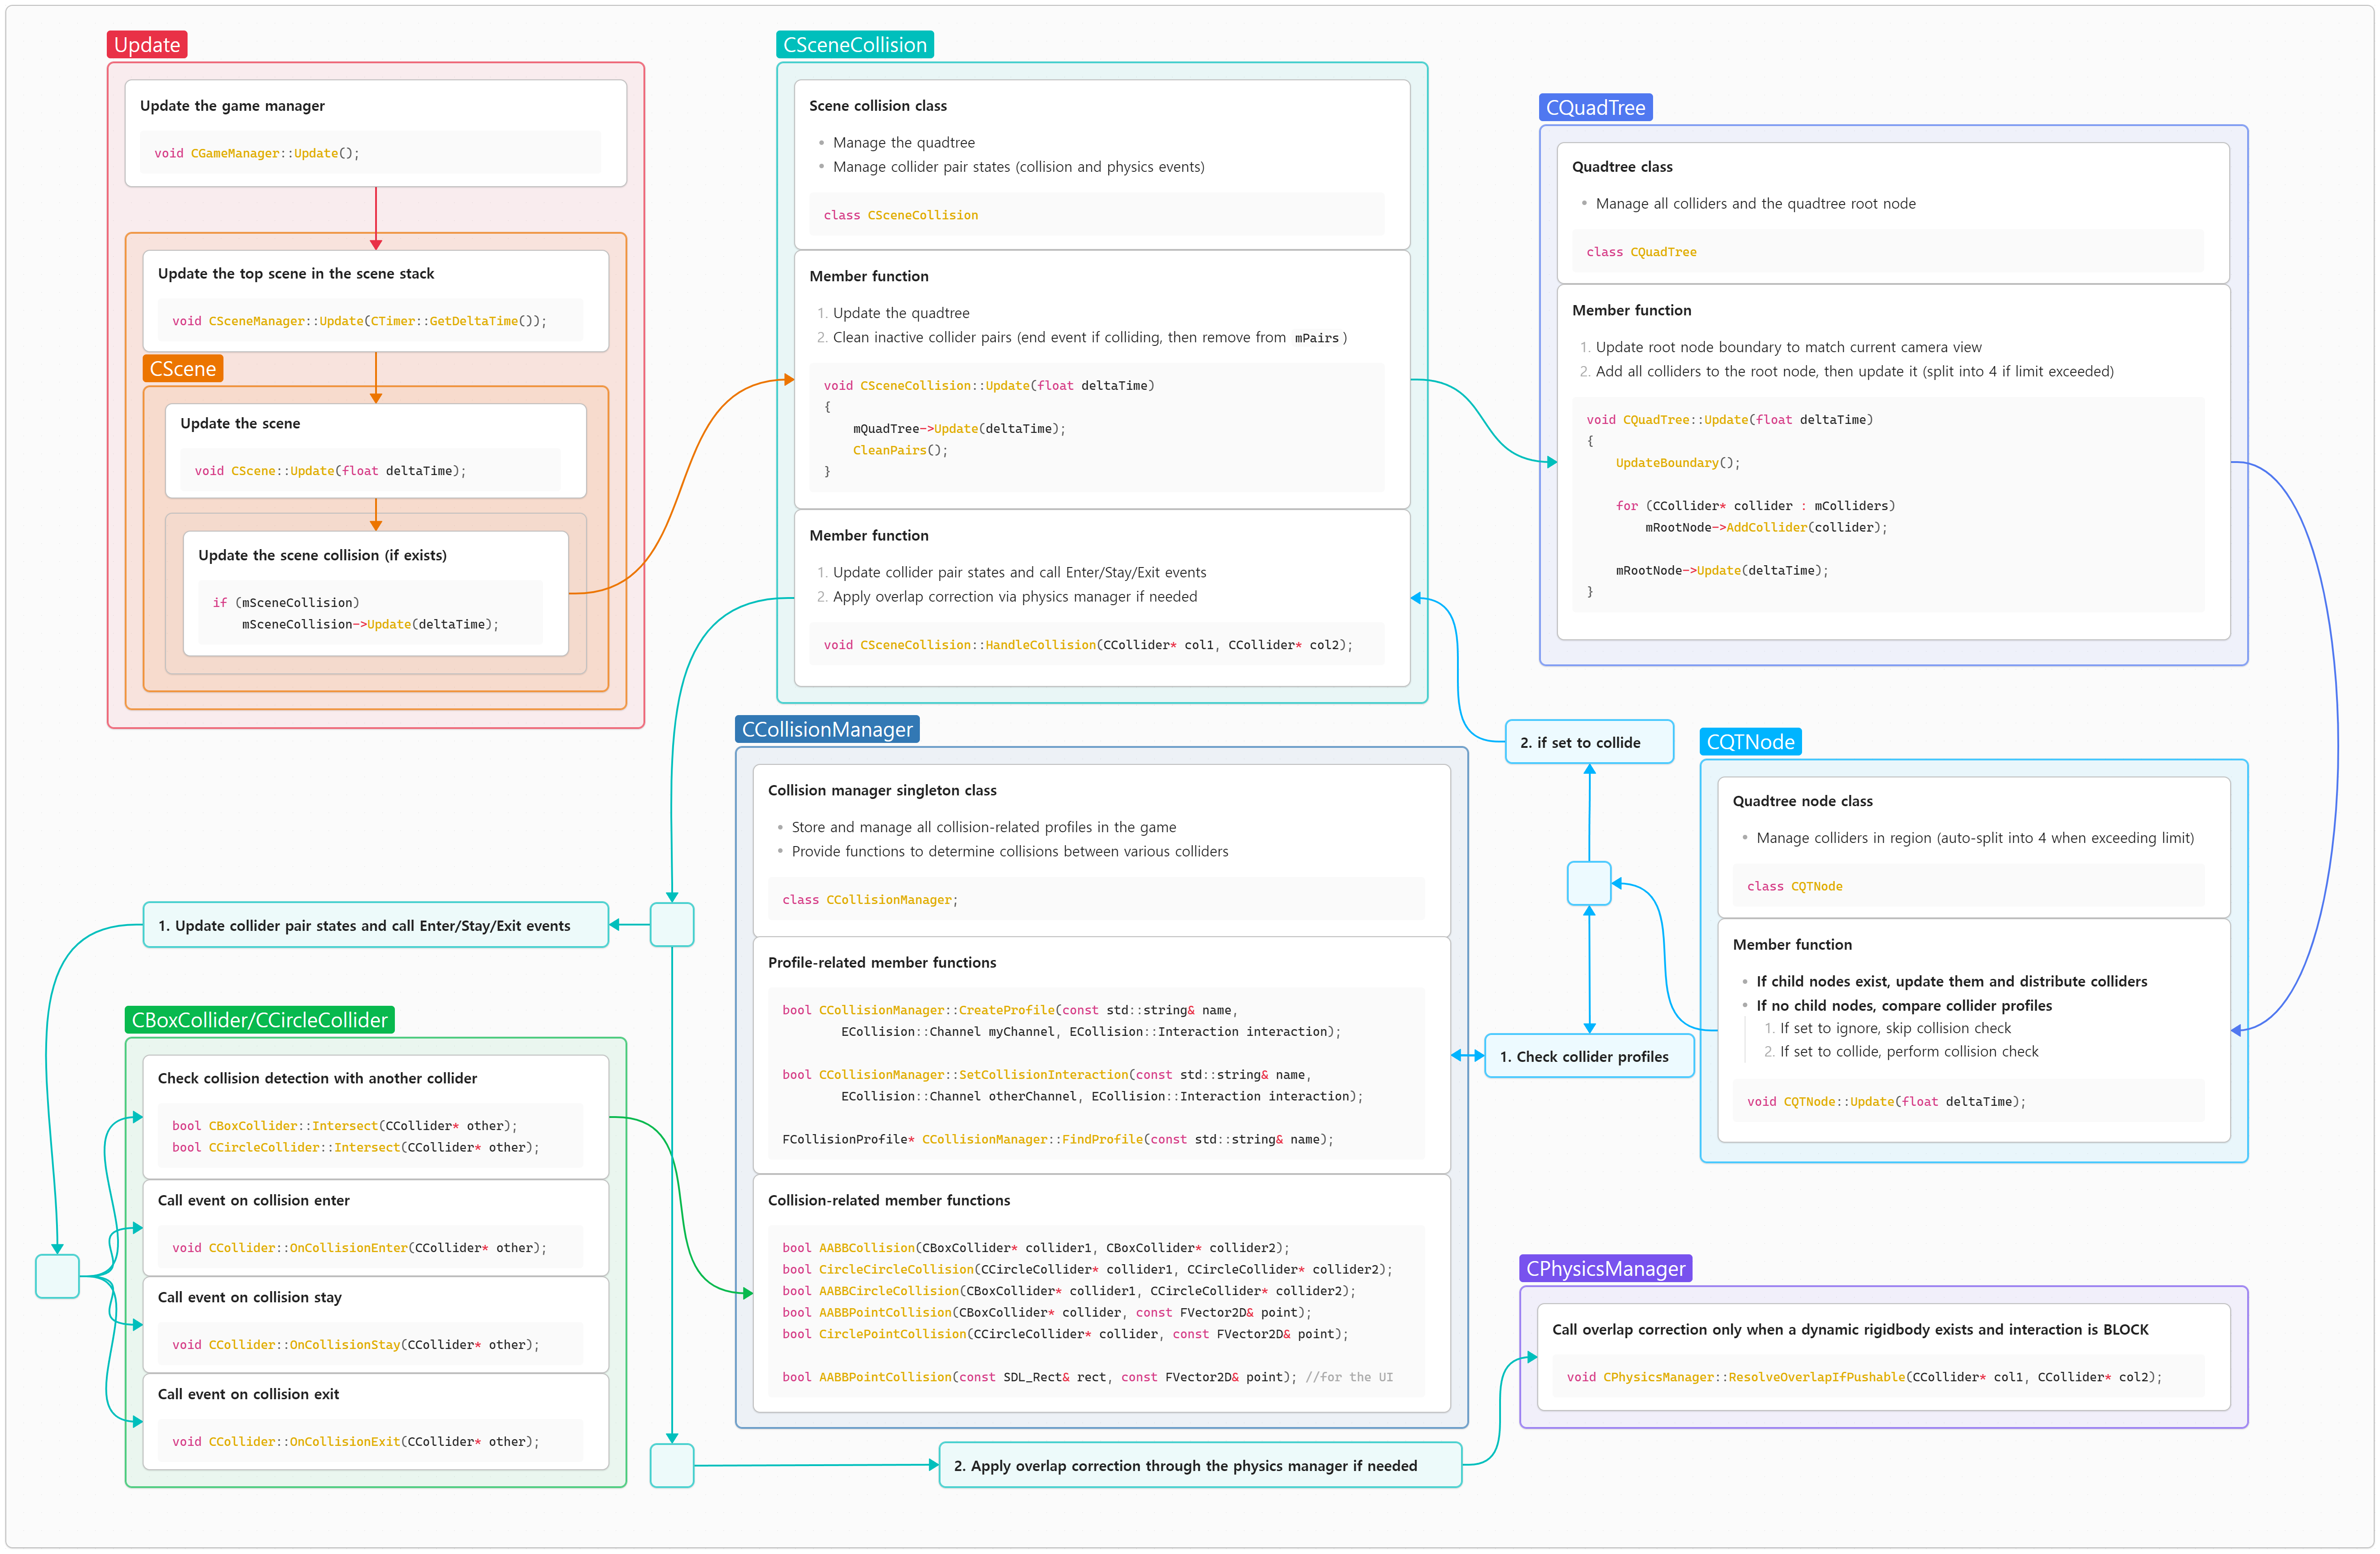 Update
Update the game manager
void CGameManager::Update();
Update the top scene in the scene stack
void CSceneManager::Update(CTimer::GetDeltaTime());
CScene
Update the scene
void CScene::Update(float deltaTime);
Update the scene collision (if exists)
if (mSceneCollision)
    mSceneCollision->Update(deltaTime);
CSceneCollision
Scene collision class
• Manage the quadtree
• Manage collider pair states (collision and physics events)
class CSceneCollision
Member function
1. Update the quadtree
2. Clean inactive collider pairs (end event if colliding, then remove from mPairs)
void CSceneCollision::Update(float deltaTime)
{
    mQuadTree->Update(deltaTime);
    CleanPairs();
}
Member function
1. Update collider pair states and call Enter/Stay/Exit events
2. Apply overlap correction via physics manager if needed
void CSceneCollision::HandleCollision(CCollider* col1, CCollider* col2);
CQuadTree
Quadtree class
• Manage all colliders and the quadtree root node
class CQuadTree
Member function
1. Update root node boundary to match current camera view
2. Add all colliders to the root node, then update it (split into 4 if limit exceeded)
void CQuadTree::Update(float deltaTime)
{
    UpdateBoundary();
    for (CCollider* collider : mColliders)
        mRootNode->AddCollider(collider);
    mRootNode->Update(deltaTime);
}
2. if set to collide
1. Check collider profiles
CQTNode
Quadtree node class
• Manage colliders in region (auto-split into 4 when exceeding limit)
class CQTNode
Member function
• If child nodes exist, update them and distribute colliders
• If no child nodes, compare collider profiles
1. If set to ignore, skip collision check
2. If set to collide, perform collision check
void CQTNode::Update(float deltaTime);
CCollisionManager
Collision manager singleton class
• Store and manage all collision-related profiles in the game
• Provide functions to determine collisions between various colliders
class CCollisionManager;
Profile-related member functions
bool CCollisionManager::CreateProfile(const std::string& name,
        ECollision::Channel myChannel, ECollision::Interaction interaction);
bool CCollisionManager::SetCollisionInteraction(const std::string& name,
        ECollision::Channel otherChannel, ECollision::Interaction interaction);
FCollisionProfile* CCollisionManager::FindProfile(const std::string& name);
Collision-related member functions
bool AABBCollision(CBoxCollider* collider1, CBoxCollider* collider2);
bool CircleCircleCollision(CCircleCollider* collider1, CCircleCollider* collider2);
bool AABBCircleCollision(CBoxCollider* collider1, CCircleCollider* collider2);
bool AABBPointCollision(CBoxCollider* collider, const FVector2D& point);
bool CirclePointCollision(CCircleCollider* collider, const FVector2D& point);
bool AABBPointCollision(const SDL_Rect& rect, const FVector2D& point); //for the UI
1. Update collider pair states and call Enter/Stay/Exit events
CBoxCollider/CCircleCollider
Check collision detection with another collider
bool CBoxCollider::Intersect(CCollider* other);
bool CCircleCollider::Intersect(CCollider* other);
Call event on collision enter
void CCollider::OnCollisionEnter(CCollider* other);
Call event on collision stay
void CCollider::OnCollisionStay(CCollider* other);
Call event on collision exit
void CCollider::OnCollisionExit(CCollider* other);
2. Apply overlap correction through the physics manager if needed
CPhysicsManager
Call overlap correction only when a dynamic rigidbody exists and interaction is BLOCK
void CPhysicsManager::ResolveOverlapIfPushable(CCollider* col1, CCollider* col2);